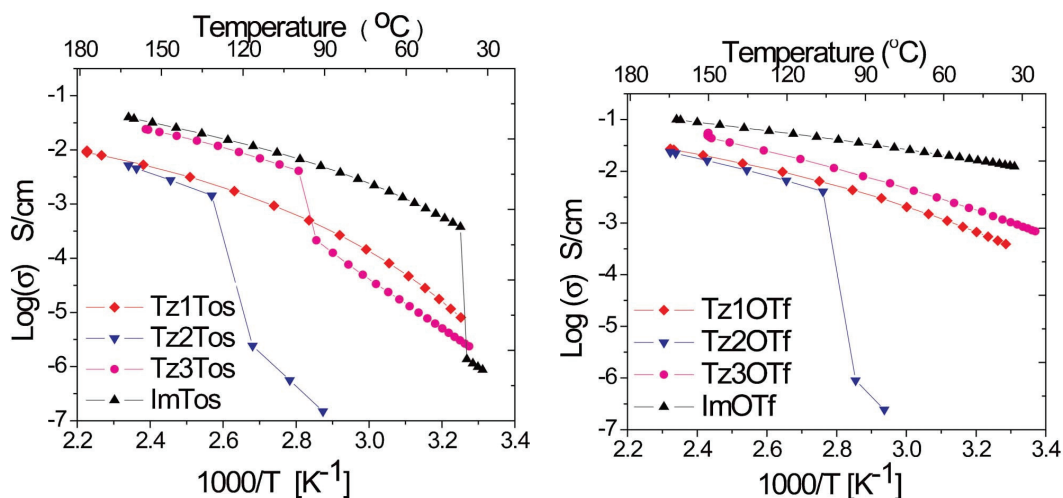 Temperature ( °C)
180 150 120 90 60 30
-1
-2
-3
-4
-5
-6
-7
Log(σ) S/cm
Tz1Tos
Tz2Tos
Tz3Tos
ImTos
2.2 2.4 2.6 2.8 3.0 3.2 3.4
1000/T [K⁻¹]
Temperature (°C)
180 150 120 90 60 30
-1
-2
-3
-4
-5
-6
-7
Log (σ) S/cm
Tz1OTf
Tz2OTf
Tz3OTf
ImOTf
2.2 2.4 2.6 2.8 3.0 3.2 3.4
1000/T [K⁻¹]